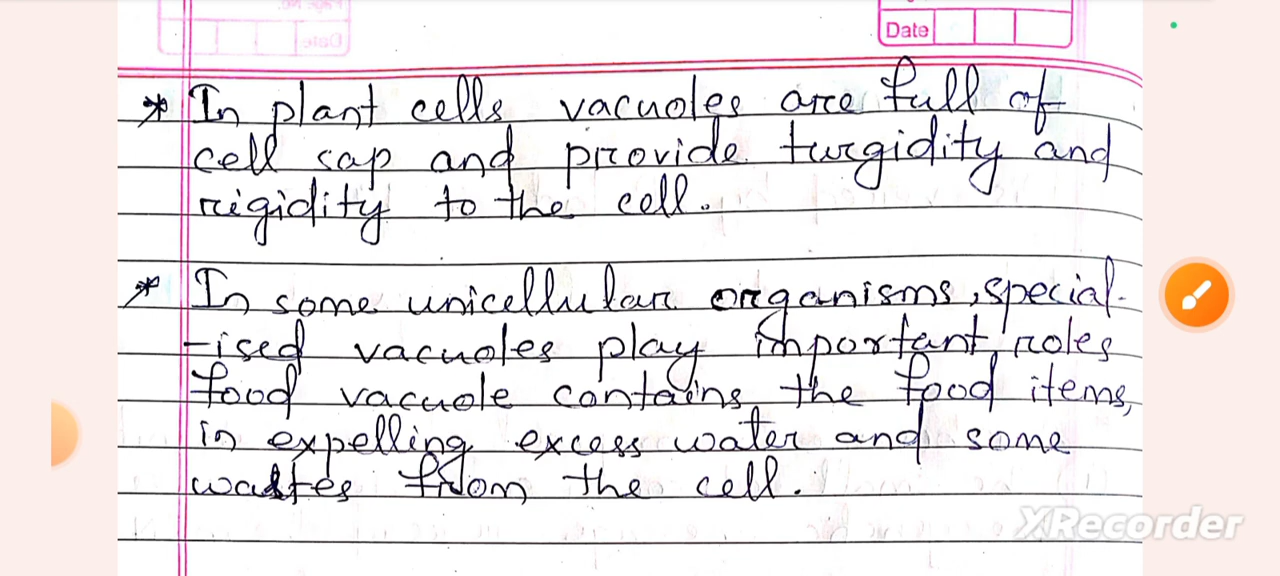 Date
* In plant cells vacuoles are full of
cell sap and provide turgidity and
rigidity to the cell.
* In some unicellular organisms, special-
-ised vacuoles play important roles
food vacuole contains the food items,
in expelling excess water and some
wastes from the cell.
XRecorder